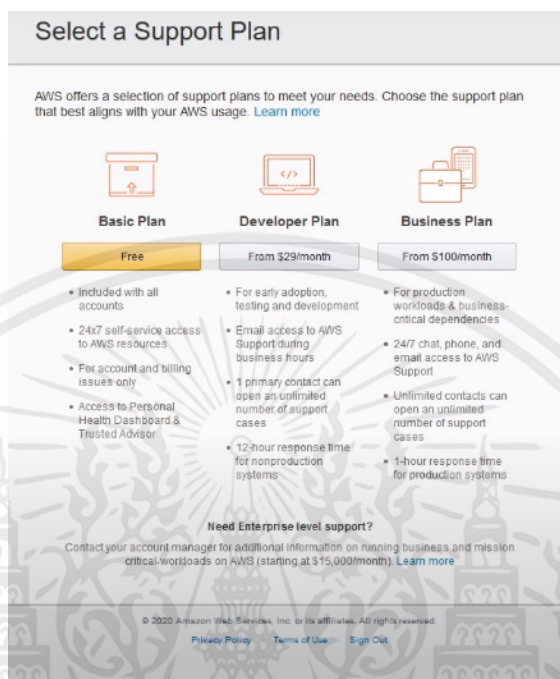 Select a Support Plan
AWS offers a selection of support plans to meet your needs. Choose the support plan
that best aligns with your AWS usage. Learn more
Basic Plan
Free
• Included with all
accounts
• 24x7 self-service access
to AWS resources
• For account and billing
issues only
• Access to Personal
Health Dashboard &
Trusted Advisor
Developer Plan
From $29/month
• For early adoption,
testing and development
• Email access to AWS
Support during
business hours
• 1 primary contact can
open an unlimited
number of support
cases
• 12-hour response time
for nonproduction
systems
Business Plan
From $100/month
• For production
workloads & business-
critical dependencies
• 24/7 chat, phone, and
email access to AWS
Support
• Unlimited contacts can
open an unlimited
number of support
cases
• 1-hour response time
for production systems
Need Enterprise level support?
Contact your account manager for additional information on running business and mission
critical-workloads on AWS (starting at $15,000/month). Learn more
© 2020 Amazon Web Services, Inc. or its affiliates. All rights reserved.
Privacy Policy Terms of Use Sign Out